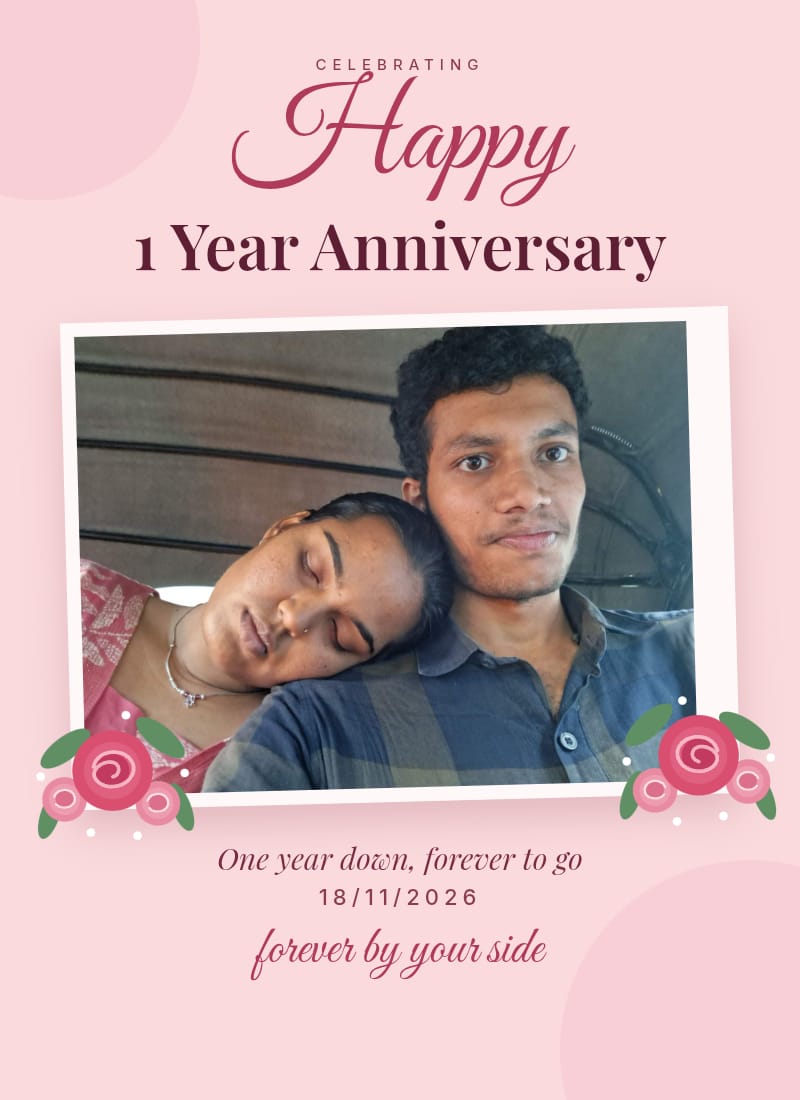 CELEBRATING
Happy
1 Year Anniversary
One year down, forever to go
18/11/2026
forever by your side